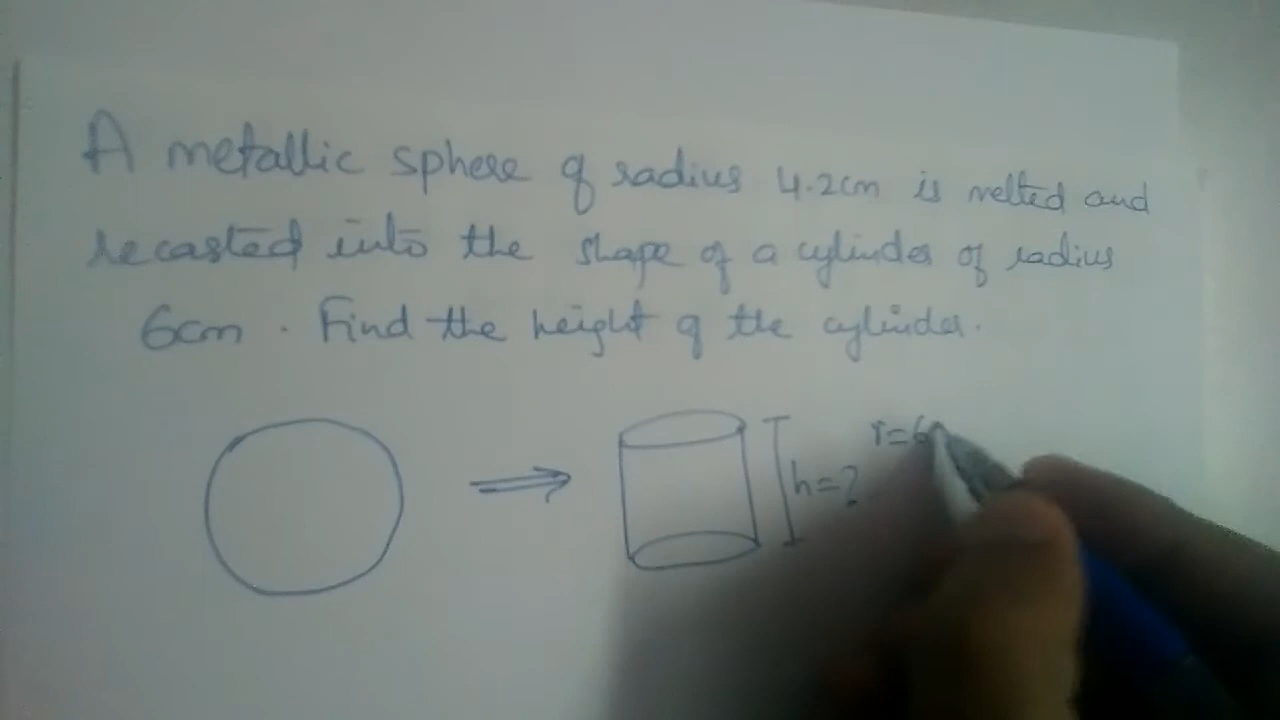 A metallic sphere of radius 4.2cm is melted and
recasted into the shape of a cylinder of radius
6cm. Find the height of the cylinder.
r=6
h=?